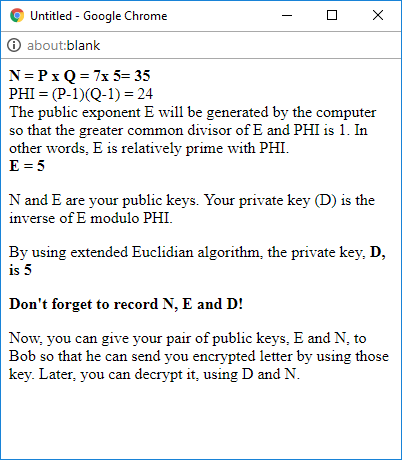 Untitled - Google Chrome
about:blank
N = P x Q = 7x 5= 35
PHI = (P-1)(Q-1) = 24
The public exponent E will be generated by the computer
so that the greater common divisor of E and PHI is 1. In
other words, E is relatively prime with PHI.
E = 5
N and E are your public keys. Your private key (D) is the
inverse of E modulo PHI.
By using extended Euclidian algorithm, the private key, D,
is 5
Don't forget to record N, E and D!
Now, you can give your pair of public keys, E and N, to
Bob so that he can send you encrypted letter by using those
key. Later, you can decrypt it, using D and N.